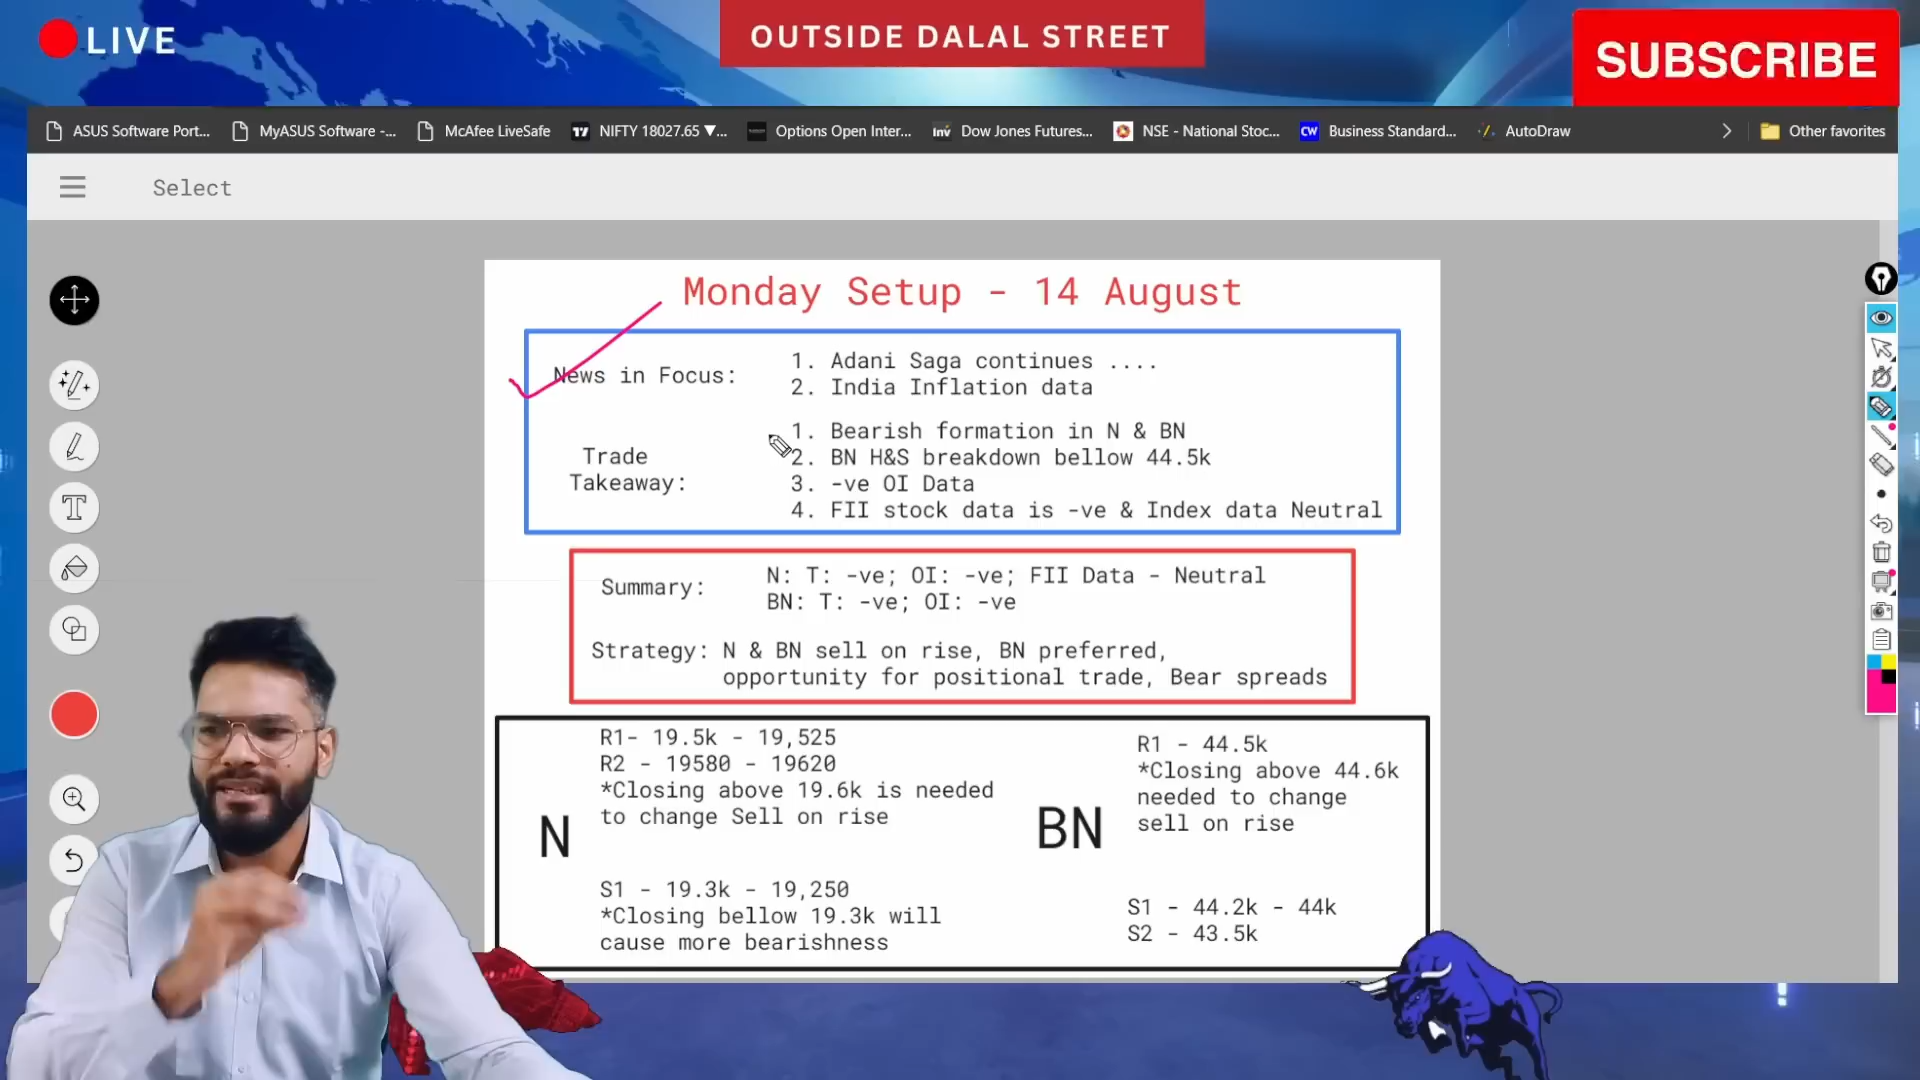 LIVE
OUTSIDE DALAL STREET
SUBSCRIBE
ASUS Software Port...
MyASUS Software -...
McAfee LiveSafe
NIFTY 18027.65 ▼...
Options Open Inter...
inv
Dow Jones Futures...
NSE - National Stoc...
CW
Business Standard...
AutoDraw
Other favorites
Select
Monday Setup - 14 August
News in Focus:
1. Adani Saga continues ....
2. India Inflation data
Trade
Takeaway:
1. Bearish formation in N & BN
2. BN H&S breakdown bellow 44.5k
3. -ve OI Data
4. FII stock data is -ve & Index data Neutral
Summary:
N: T: -ve; OI: -ve; FII Data - Neutral
BN: T: -ve; OI: -ve
Strategy: N & BN sell on rise, BN preferred,
opportunity for positional trade, Bear spreads
N
R1- 19.5k - 19,525
R2 - 19580 - 19620
*Closing above 19.6k is needed
to change Sell on rise
S1 - 19.3k - 19,250
*Closing bellow 19.3k will
cause more bearishness
BN
R1 - 44.5k
*Closing above 44.6k
needed to change
sell on rise
S1 - 44.2k - 44k
S2 - 43.5k